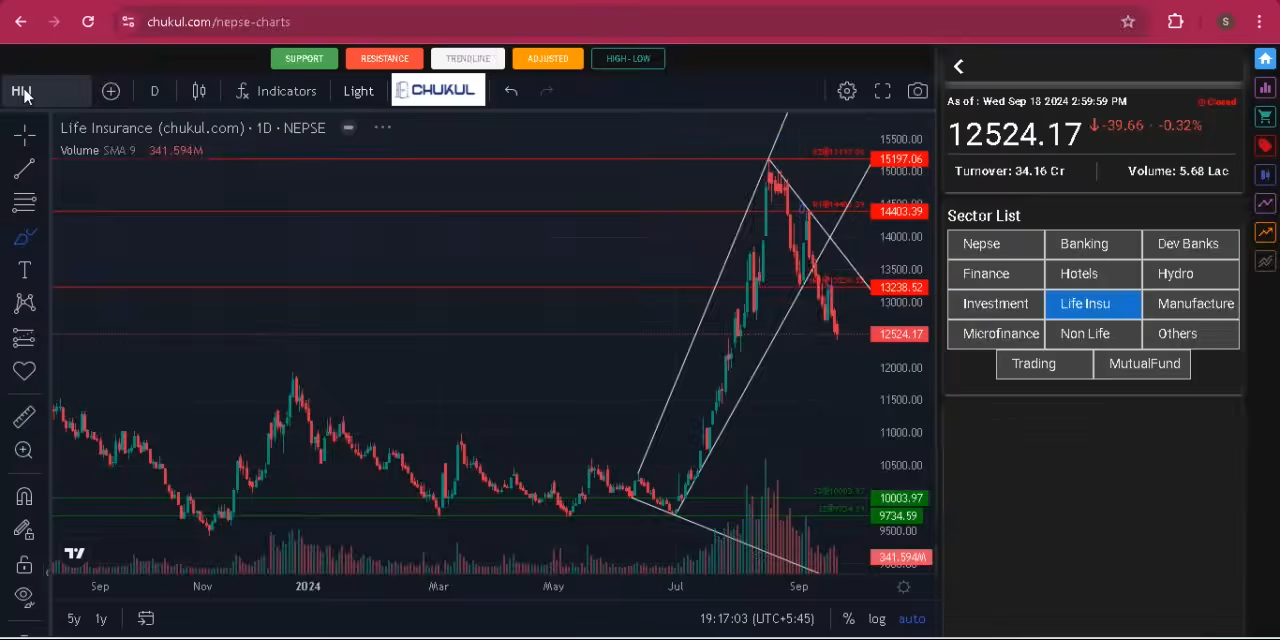 chukul.com/nepse-charts
S
SUPPORT RESISTANCE TRENDLINE ADJUSTED HIGH-LOW
D Indicators Light CHUKUL
Life Insurance (chukul.com) · 1D · NEPSE
Volume SMA 9 341.594M
15500.00
15197.06
15000.00
14403.39
14000.00
13500.00
13238.52
13000.00
12524.17
12000.00
11500.00
11000.00
10500.00
10003.97
9734.59
9500.00
341.594M
Sep Nov 2024 Mar May Jul Sep
5y 1y 19:17:03 (UTC+5:45) % log auto
As of : Wed Sep 18 2024 2:59:59 PM Closed
12524.17 -39.66 · -0.32%
Turnover: 34.16 Cr Volume: 5.68 Lac
Sector List
Nepse Banking Dev Banks
Finance Hotels Hydro
Investment Life Insu Manufacture
Microfinance Non Life Others
Trading MutualFund